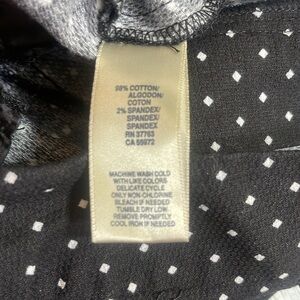 98% COTTON/
ALGODON/
COTON
2% SPANDEX/
SPANDEX/
SPANDEX
RN 37763
CA 55972
MACHINE WASH COLD
WITH LIKE COLORS
DELICATE CYCLE
ONLY NON-CHLORINE
BLEACH IF NEEDED
TUMBLE DRY LOW
REMOVE PROMPTLY
COOL IRON IF NEEDED